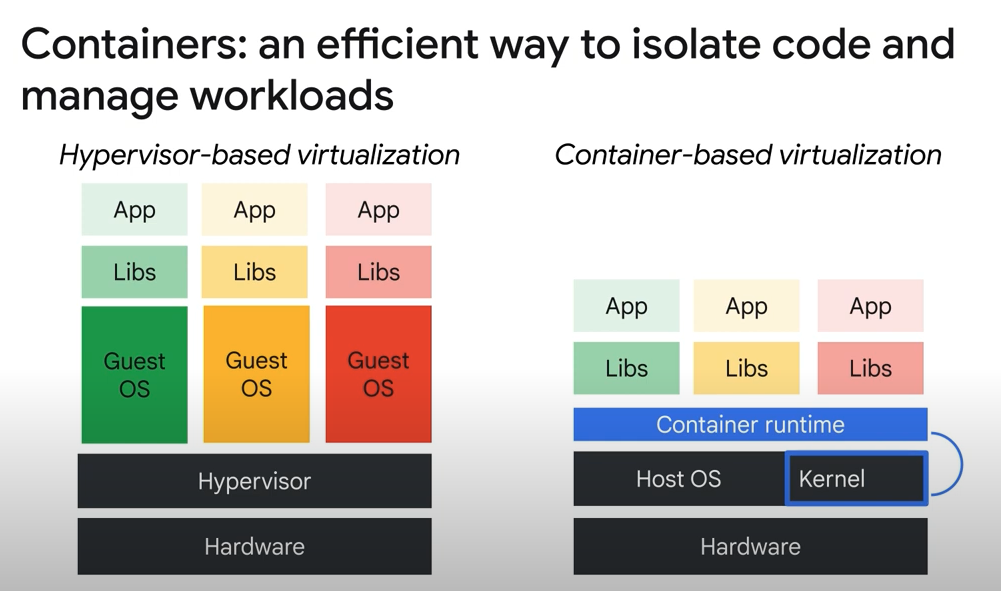 Containers: an efficient way to isolate code and
manage workloads
Hypervisor-based virtualization
App App App
Libs Libs Libs
Guest Guest Guest
OS OS OS
Hypervisor
Hardware
Container-based virtualization
App App App
Libs Libs Libs
Container runtime
Host OS Kernel
Hardware